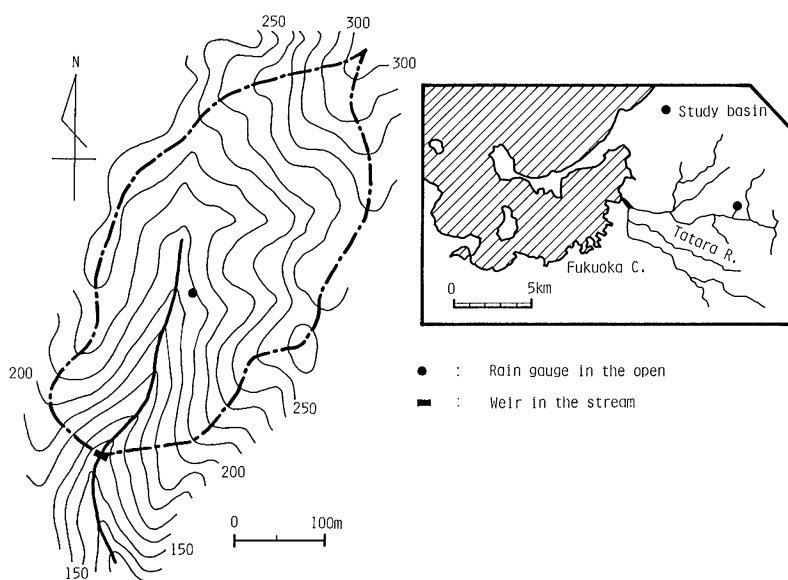 250
300
N
300
Study basin
Tatara R.
Fukuoka C.
0 5km
200
● : Rain gauge in the open
: Weir in the stream
250
200
0 100m
150
150